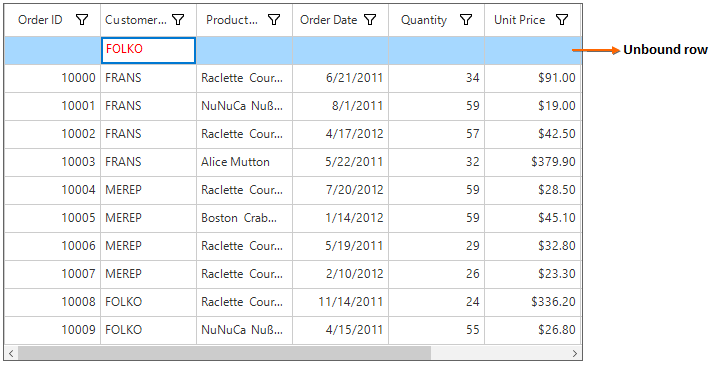 Order ID Customer... Product... Order Date Quantity Unit Price
FOLKO Unbound row
10000 FRANS Raclette Cour... 6/21/2011 34 $91.00
10001 FRANS NuNuCa Nuß... 8/1/2011 59 $19.00
10002 FRANS Raclette Cour... 4/17/2012 57 $42.50
10003 FRANS Alice Mutton 5/22/2011 32 $379.90
10004 MEREP Raclette Cour... 7/20/2012 59 $28.50
10005 MEREP Boston Crab... 1/14/2012 59 $45.10
10006 MEREP Raclette Cour... 5/19/2011 29 $32.80
10007 MEREP Raclette Cour... 2/10/2012 26 $23.30
10008 FOLKO Raclette Cour... 11/14/2011 24 $336.20
10009 FOLKO NuNuCa Nuß... 4/15/2011 55 $26.80